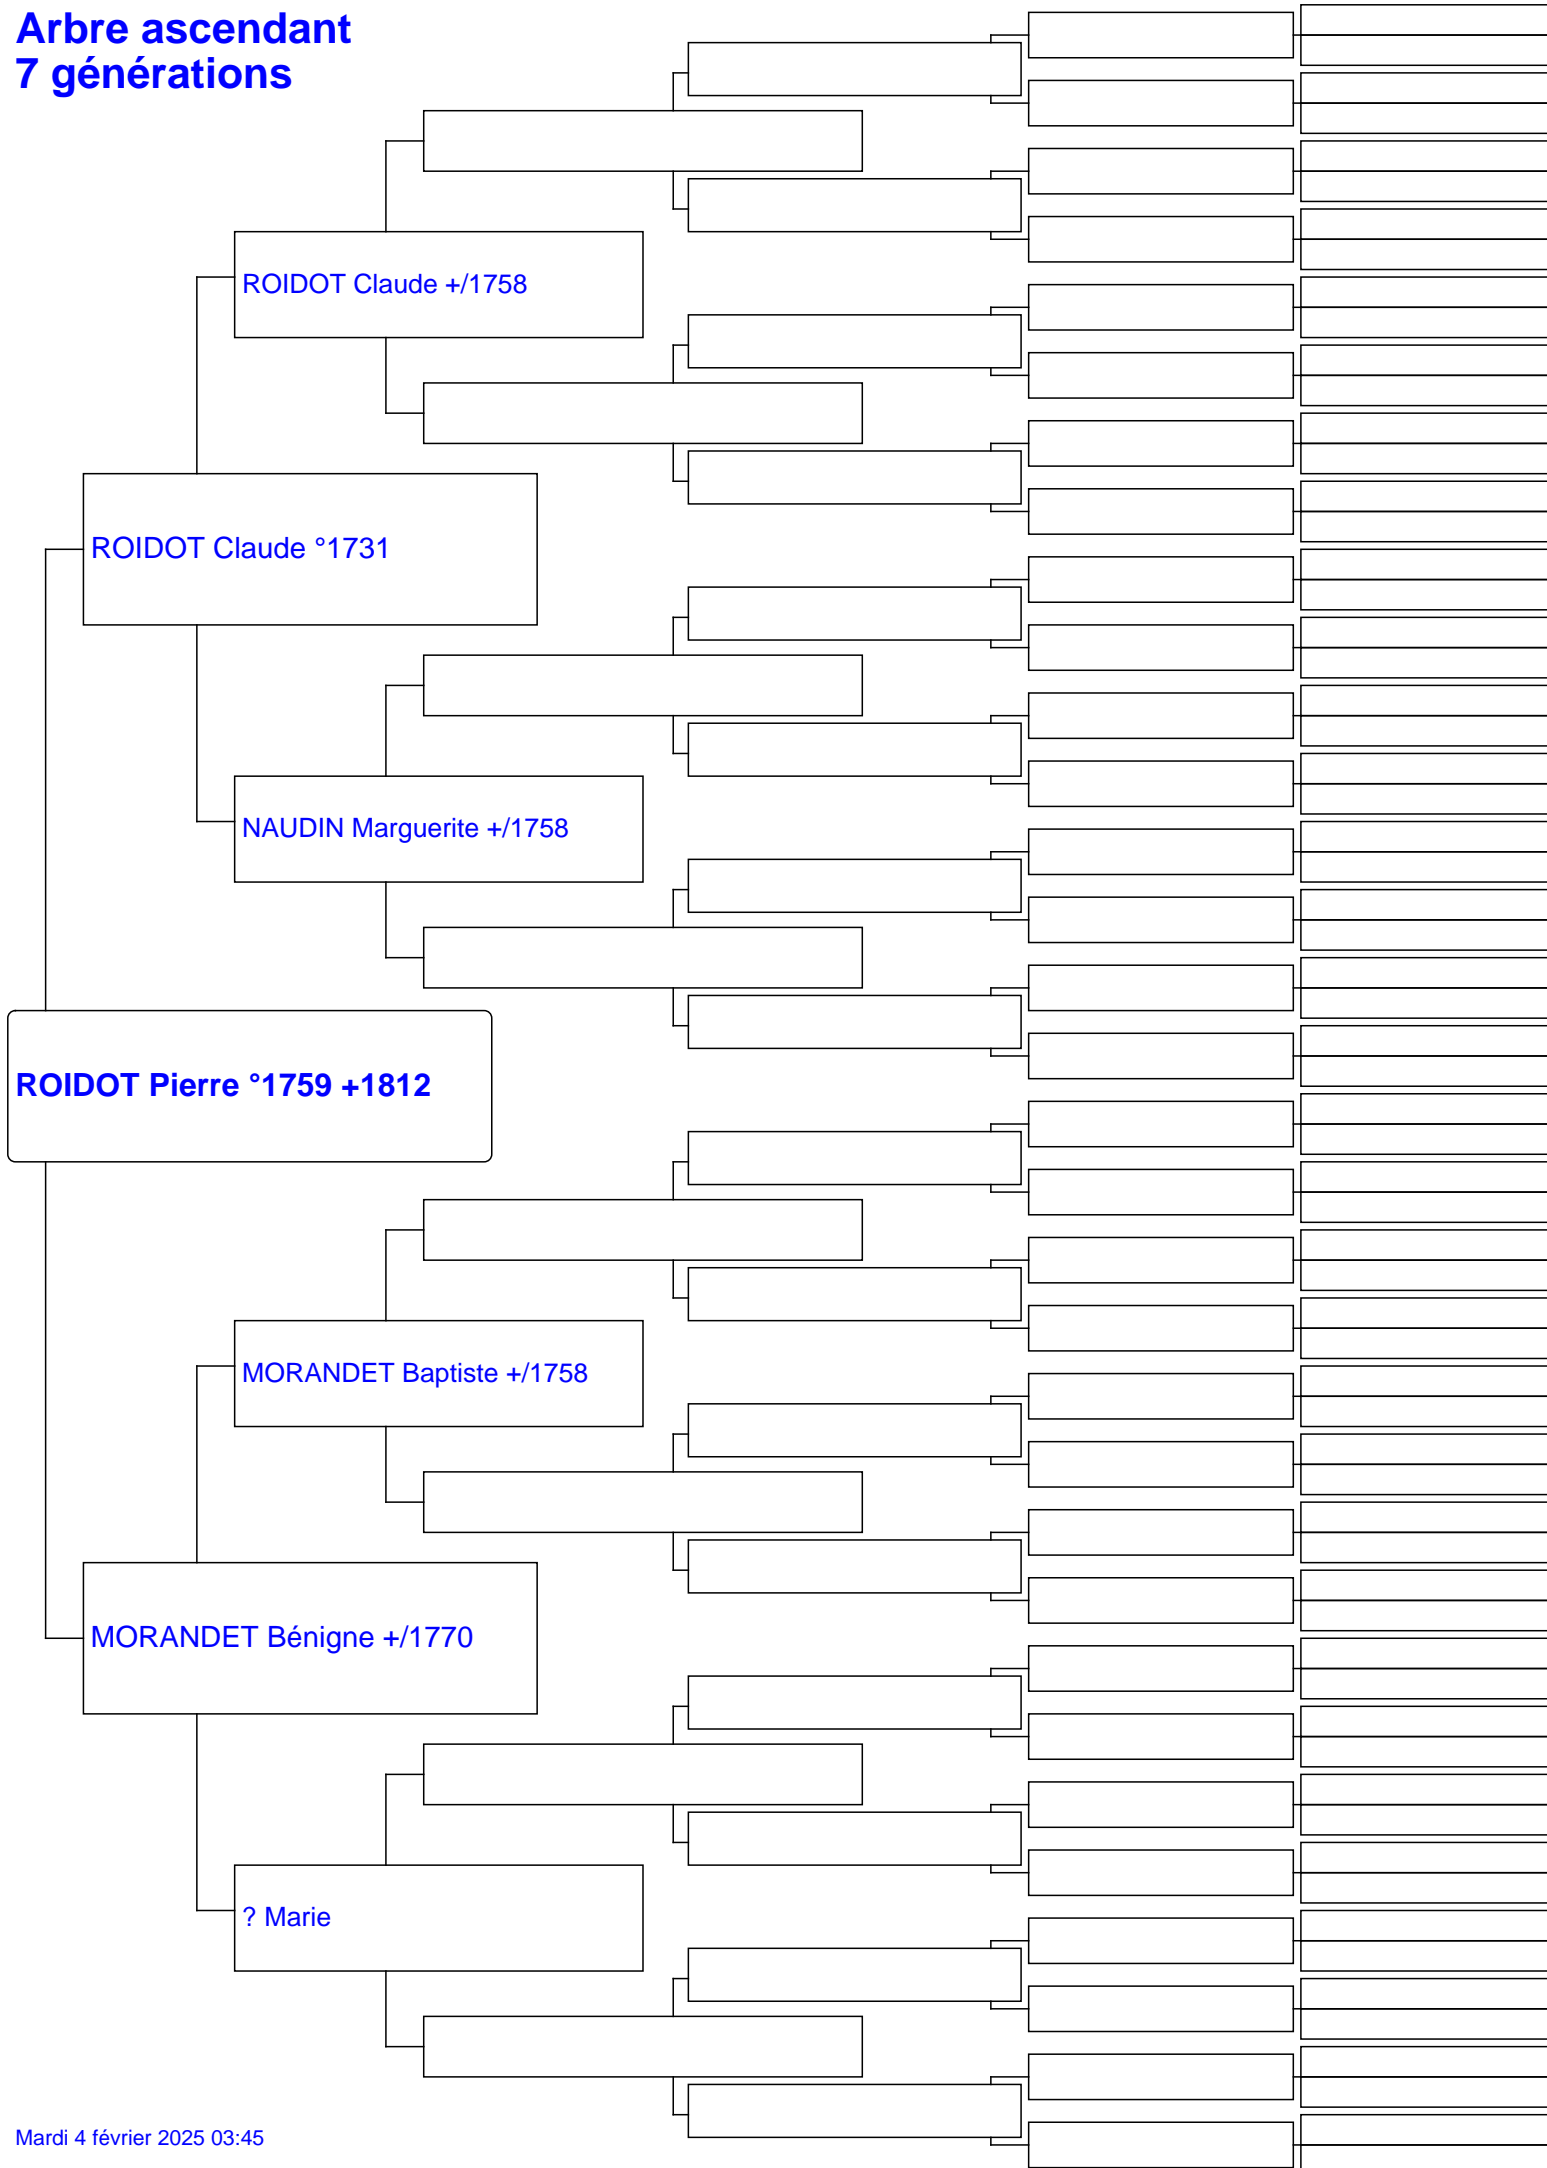 Arbre ascendant
7 générations
ROIDOT Claude +/1758
ROIDOT Claude °1731
NAUDIN Marguerite +/1758
ROIDOT Pierre °1759 +1812
MORANDET Baptiste +/1758
MORANDET Bénigne +/1770
? Marie
Mardi 4 février 2025 03:45